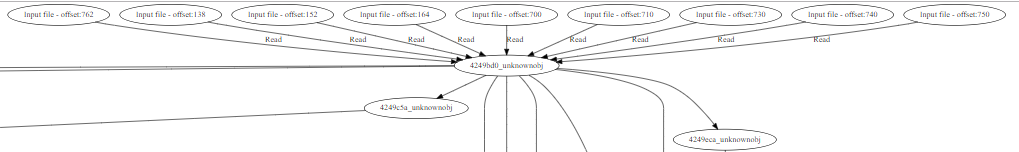 Input file - offset:762
Input file - offset:138
Input file - offset:152
Input file - offset:164
Input file - offset:700
Input file - offset:710
Input file - offset:730
Input file - offset:740
Input file - offset:750
Read
Read
Read
Read
Read
Read
Read
Read
Read
4249bd0_unknownobj
4249c5a_unknownobj
4249eca_unknownobj